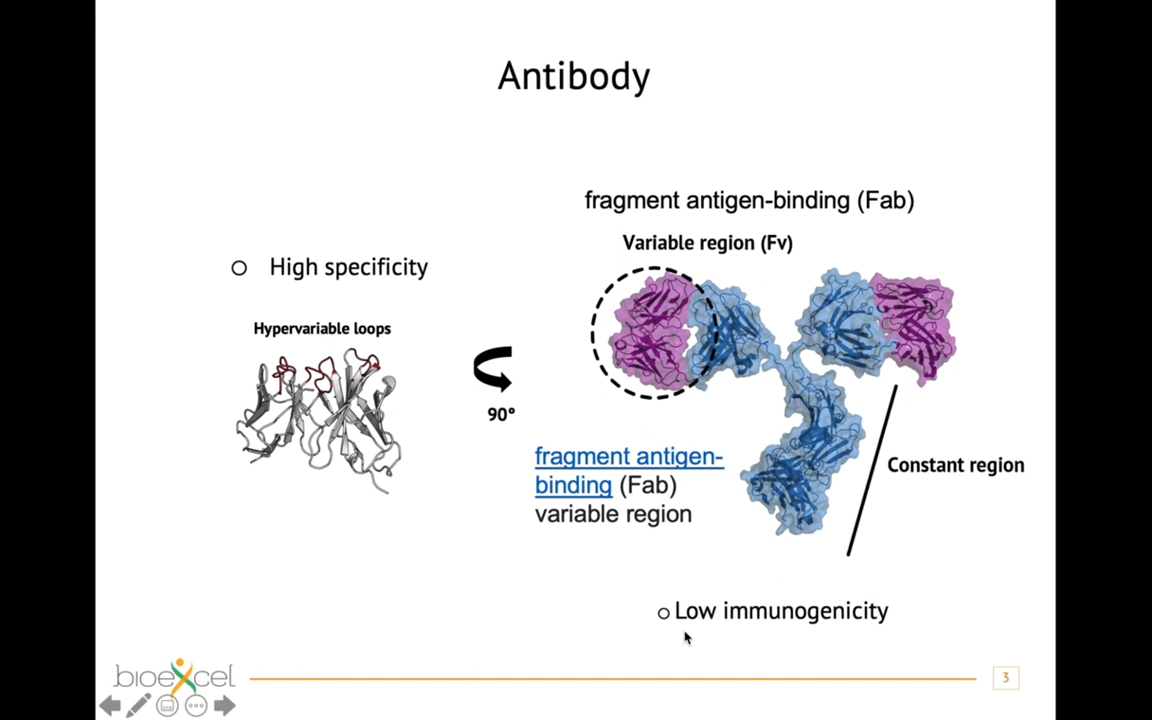 Antibody
fragment antigen-binding (Fab)
Variable region (Fv)
○ High specificity
Hypervariable loops
90°
fragment antigen-
binding (Fab)
variable region
Constant region
○ Low immunogenicity
bioexcel
3